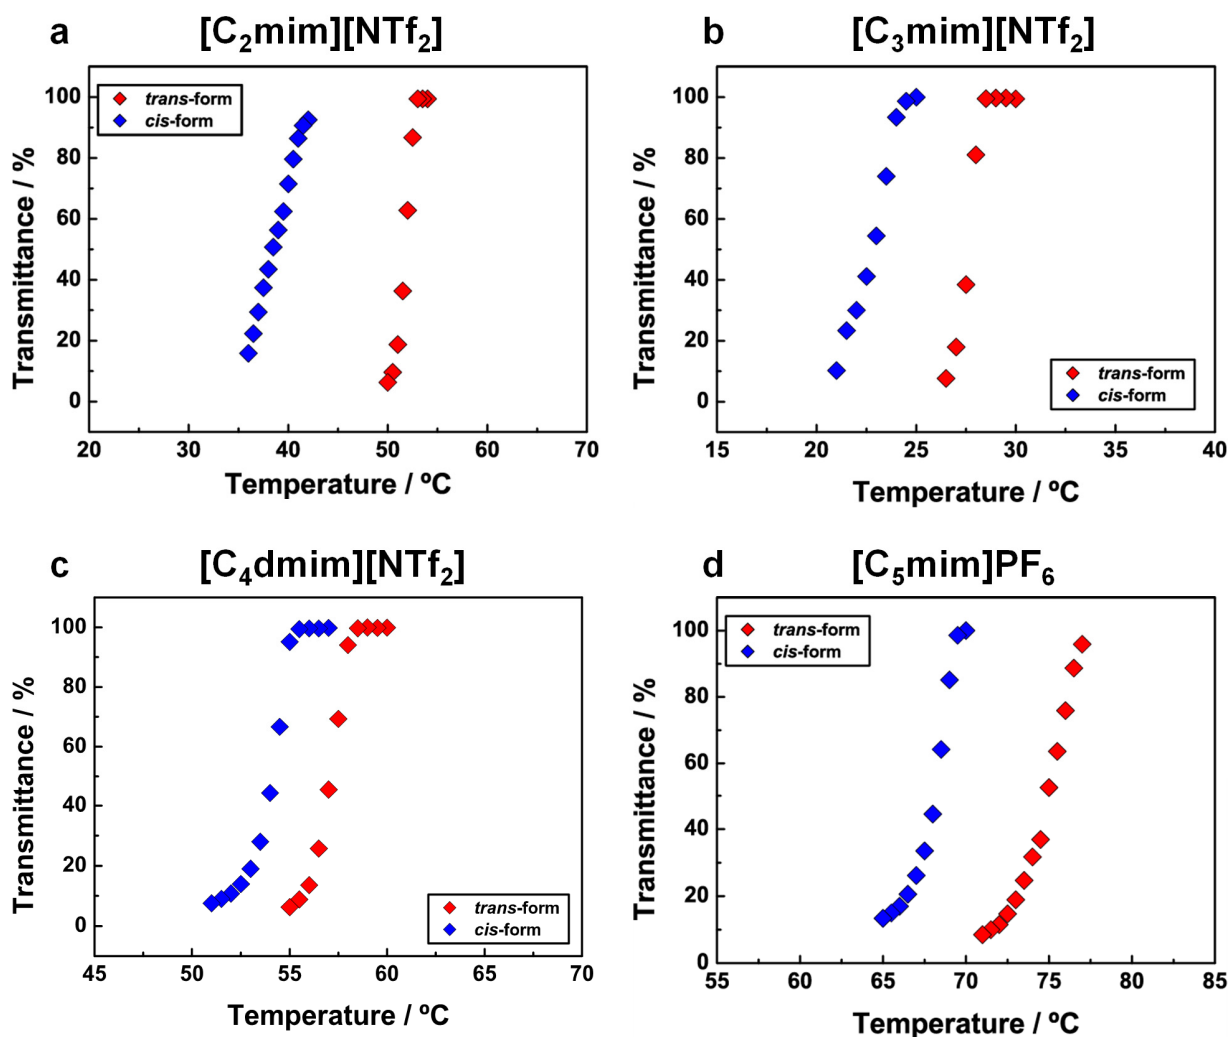 a
[C₂mim][NTf₂]
Transmittance / %
100
80
60
40
20
0
trans-form
cis-form
20 30 40 50 60 70
Temperature / ºC
b
[C₃mim][NTf₂]
Transmittance / %
100
80
60
40
20
0
trans-form
cis-form
15 20 25 30 35 40
Temperature / ºC
c
[C₄dmim][NTf₂]
Transmittance / %
100
80
60
40
20
0
trans-form
cis-form
45 50 55 60 65 70
Temperature / ºC
d
[C₅mim]PF₆
Transmittance / %
100
80
60
40
20
0
trans-form
cis-form
55 60 65 70 75 80 85
Temperature / ºC